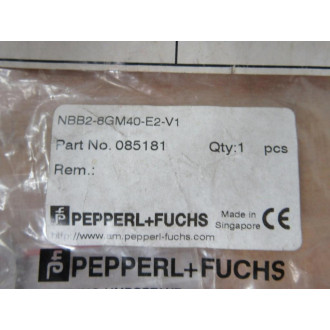 NBB2-8GM40-E2-V1
Part No. 085181 Qty:1 pcs
Rem.:
PEPPERL+FUCHS Made in Singapore CE
http://www.am.pepperl-fuchs.com
PEPPERL+FUCHS